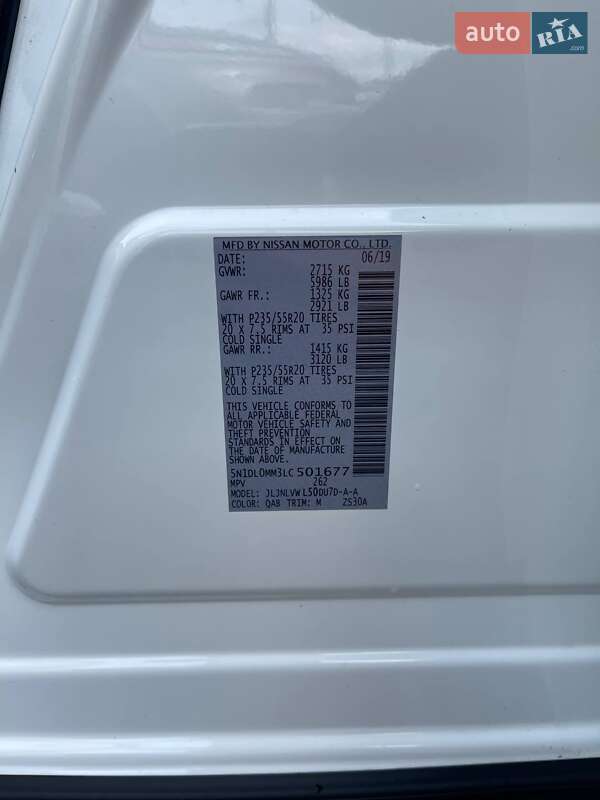 auto RIA .com
MFD BY NISSAN MOTOR CO., LTD.
DATE: 06/19
GVWR: 2715 KG
5986 LB
GAWR FR.: 1325 KG
2921 LB
WITH P235/55R20 TIRES
20 X 7.5 RIMS AT 35 PSI
COLD SINGLE
GAWR RR.: 1415 KG
3120 LB
WITH P235/55R20 TIRES
20 X 7.5 RIMS AT 35 PSI
COLD SINGLE
THIS VEHICLE CONFORMS TO
ALL APPLICABLE FEDERAL
MOTOR VEHICLE SAFETY AND
THEFT PREVENTION
STANDARDS IN EFFECT ON
THE DATE OF MANUFACTURE
SHOWN ABOVE.
5N1DL0MM3LC501677
MPV 262
MODEL: JLJNLVWL50DU7D-A-A
COLOR: QAB TRIM: M ZS30A